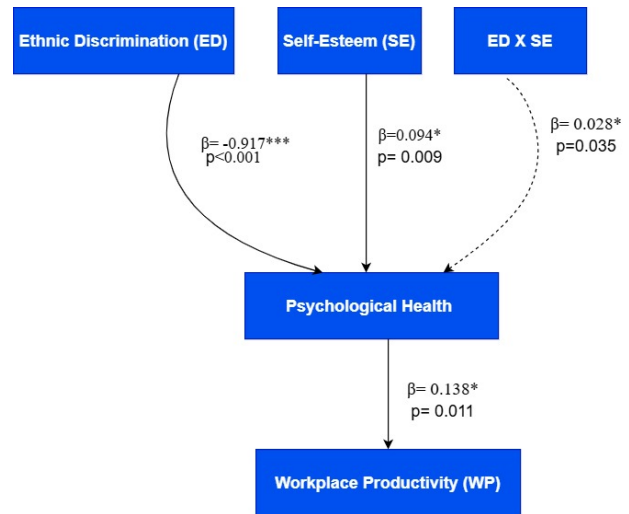 Ethnic Discrimination (ED)
Self-Esteem (SE)
ED X SE
β= -0.917***
p<0.001
β=0.094*
p= 0.009
β= 0.028*
p=0.035
Psychological Health
β= 0.138*
p= 0.011
Workplace Productivity (WP)